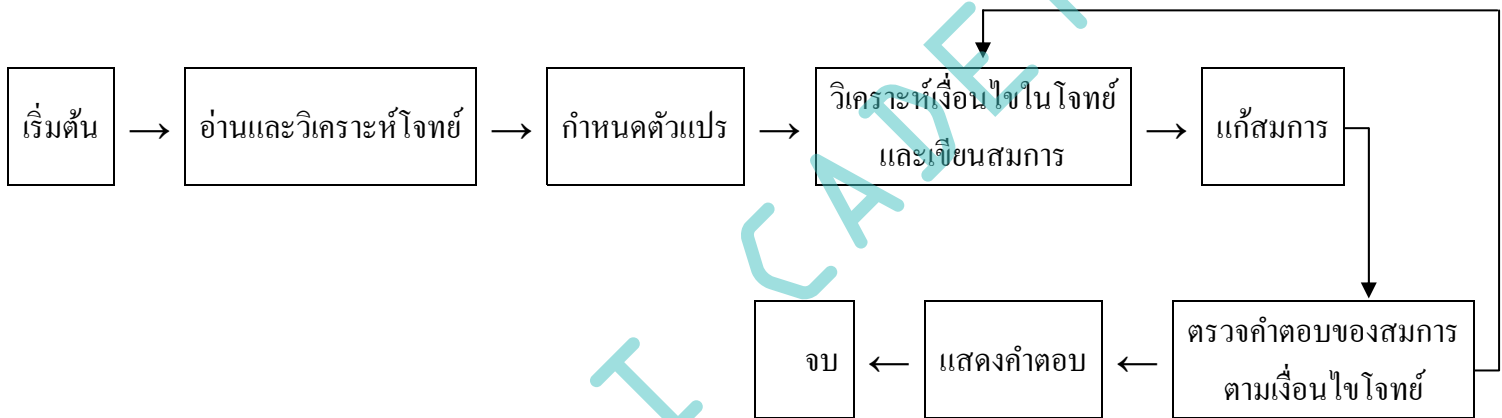 เริ่มต้น
อ่านและวิเคราะห์โจทย์
กำหนดตัวแปร
วิเคราะห์เงื่อนไขในโจทย์
และเขียนสมการ
แก้สมการ
ตรวจคำตอบของสมการ
ตามเงื่อนไขโจทย์
แสดงคำตอบ
จบ
I CADET